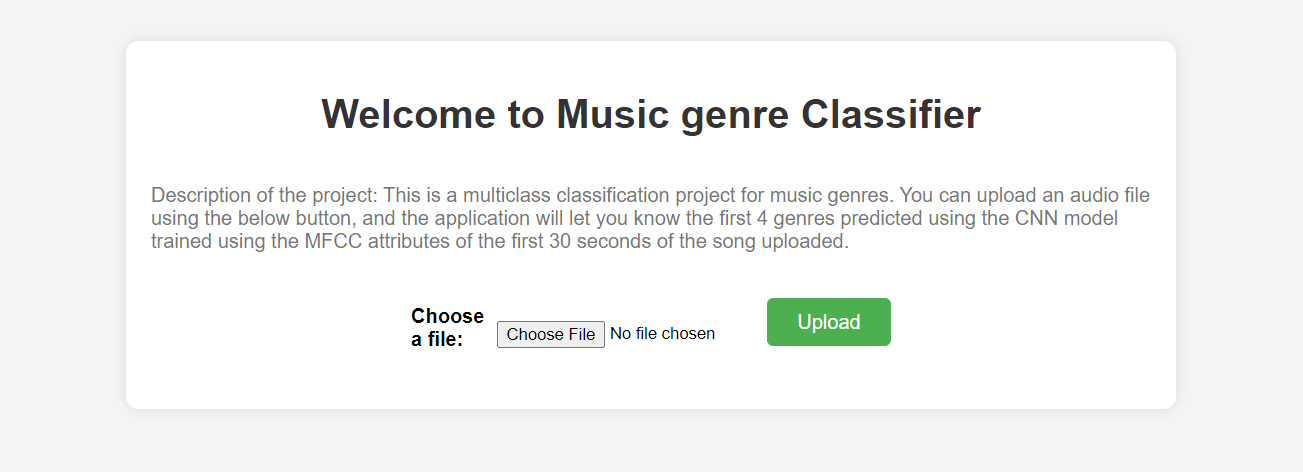 Welcome to Music genre Classifier
Description of the project: This is a multiclass classification project for music genres. You can upload an audio file
using the below button, and the application will let you know the first 4 genres predicted using the CNN model
trained using the MFCC attributes of the first 30 seconds of the song uploaded.
Choose
a file:
Choose File No file chosen
Upload